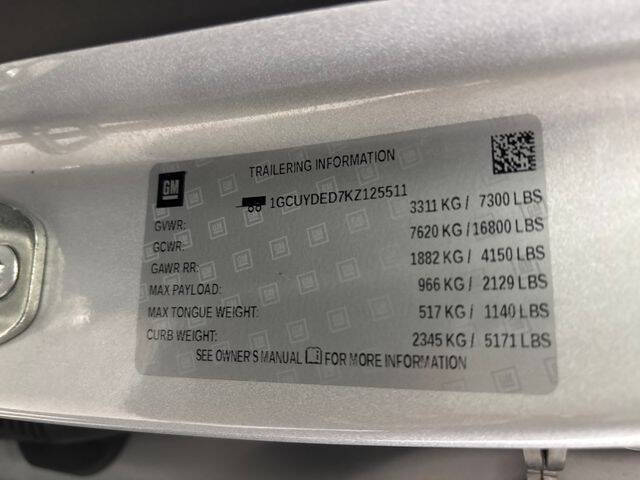 TRAILERING INFORMATION
GM
1GCUYDED7KZ125511
GVWR: 3311 KG / 7300 LBS
GCWR: 7620 KG / 16800 LBS
GAWR RR: 1882 KG / 4150 LBS
MAX PAYLOAD: 966 KG / 2129 LBS
MAX TONGUE WEIGHT: 517 KG / 1140 LBS
CURB WEIGHT: 2345 KG / 5171 LBS
SEE OWNER'S MANUAL FOR MORE INFORMATION